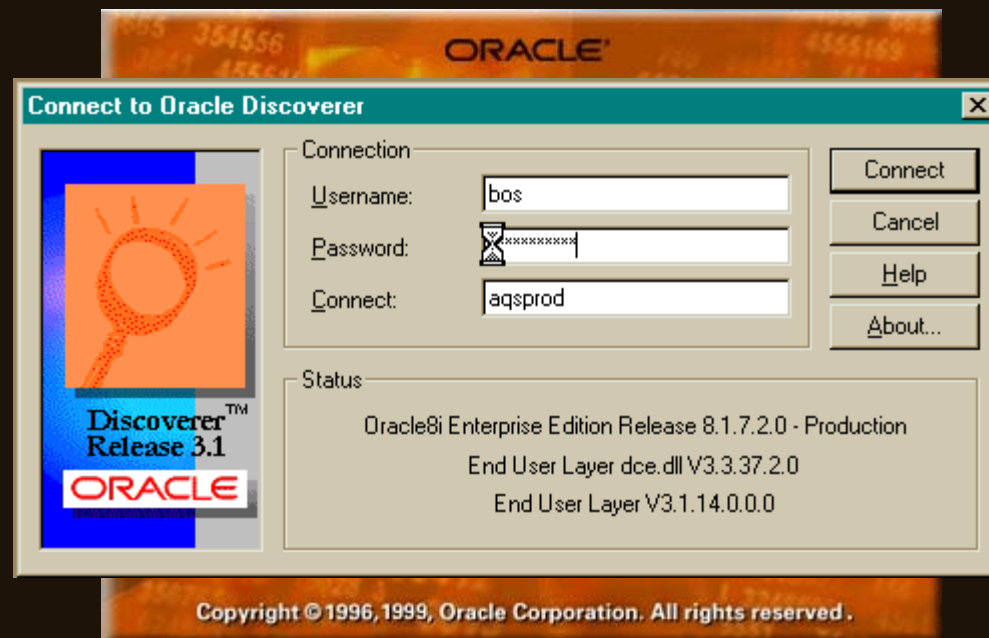 354556
ORACLE
4555169
Connect to Oracle Discoverer
Connection
Username: bos
Password: **********
Connect: aqsprod
Connect
Cancel
Help
About...
Discoverer™
Release 3.1
ORACLE
Status
Oracle8i Enterprise Edition Release 8.1.7.2.0 - Production
End User Layer dce.dll V3.3.37.2.0
End User Layer V3.1.14.0.0.0
Copyright © 1996, 1999, Oracle Corporation. All rights reserved.